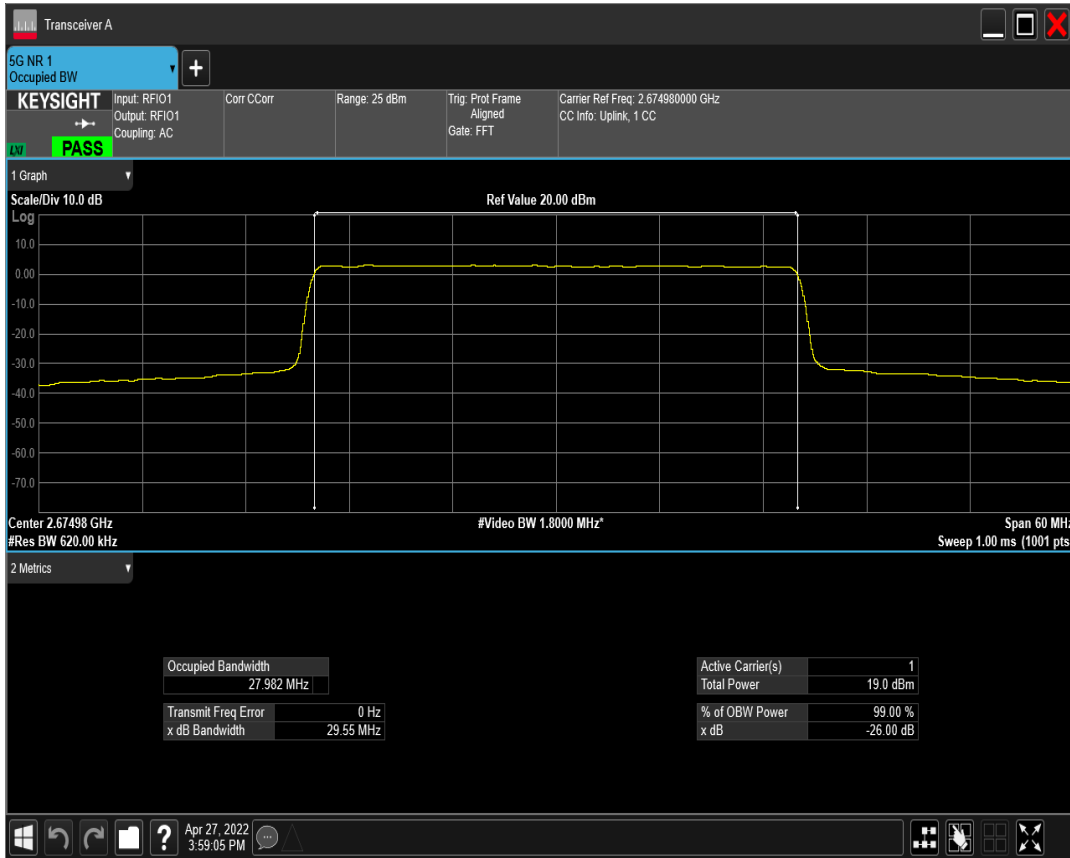 Transceiver A
5G NR 1
Occupied BW
+
KEYSIGHT
LXI
PASS
Input: RFIO1
Output: RFIO1
Coupling: AC
Corr CCorr
Range: 25 dBm
Trig: Prot Frame
Aligned
Gate: FFT
Carrier Ref Freq: 2.674980000 GHz
CC Info: Uplink, 1 CC
1 Graph
Scale/Div 10.0 dB
Ref Value 20.00 dBm
Log
10.0
0.00
-10.0
-20.0
-30.0
-40.0
-50.0
-60.0
-70.0
Center 2.67498 GHz
#Video BW 1.8000 MHz*
Span 60 MHz
#Res BW 620.00 kHz
Sweep 1.00 ms (1001 pts
2 Metrics
Occupied Bandwidth
27.982 MHz
Transmit Freq Error 0 Hz
x dB Bandwidth 29.55 MHz
Active Carrier(s) 1
Total Power 19.0 dBm
% of OBW Power 99.00 %
x dB -26.00 dB
?
Apr 27, 2022
3:59:05 PM